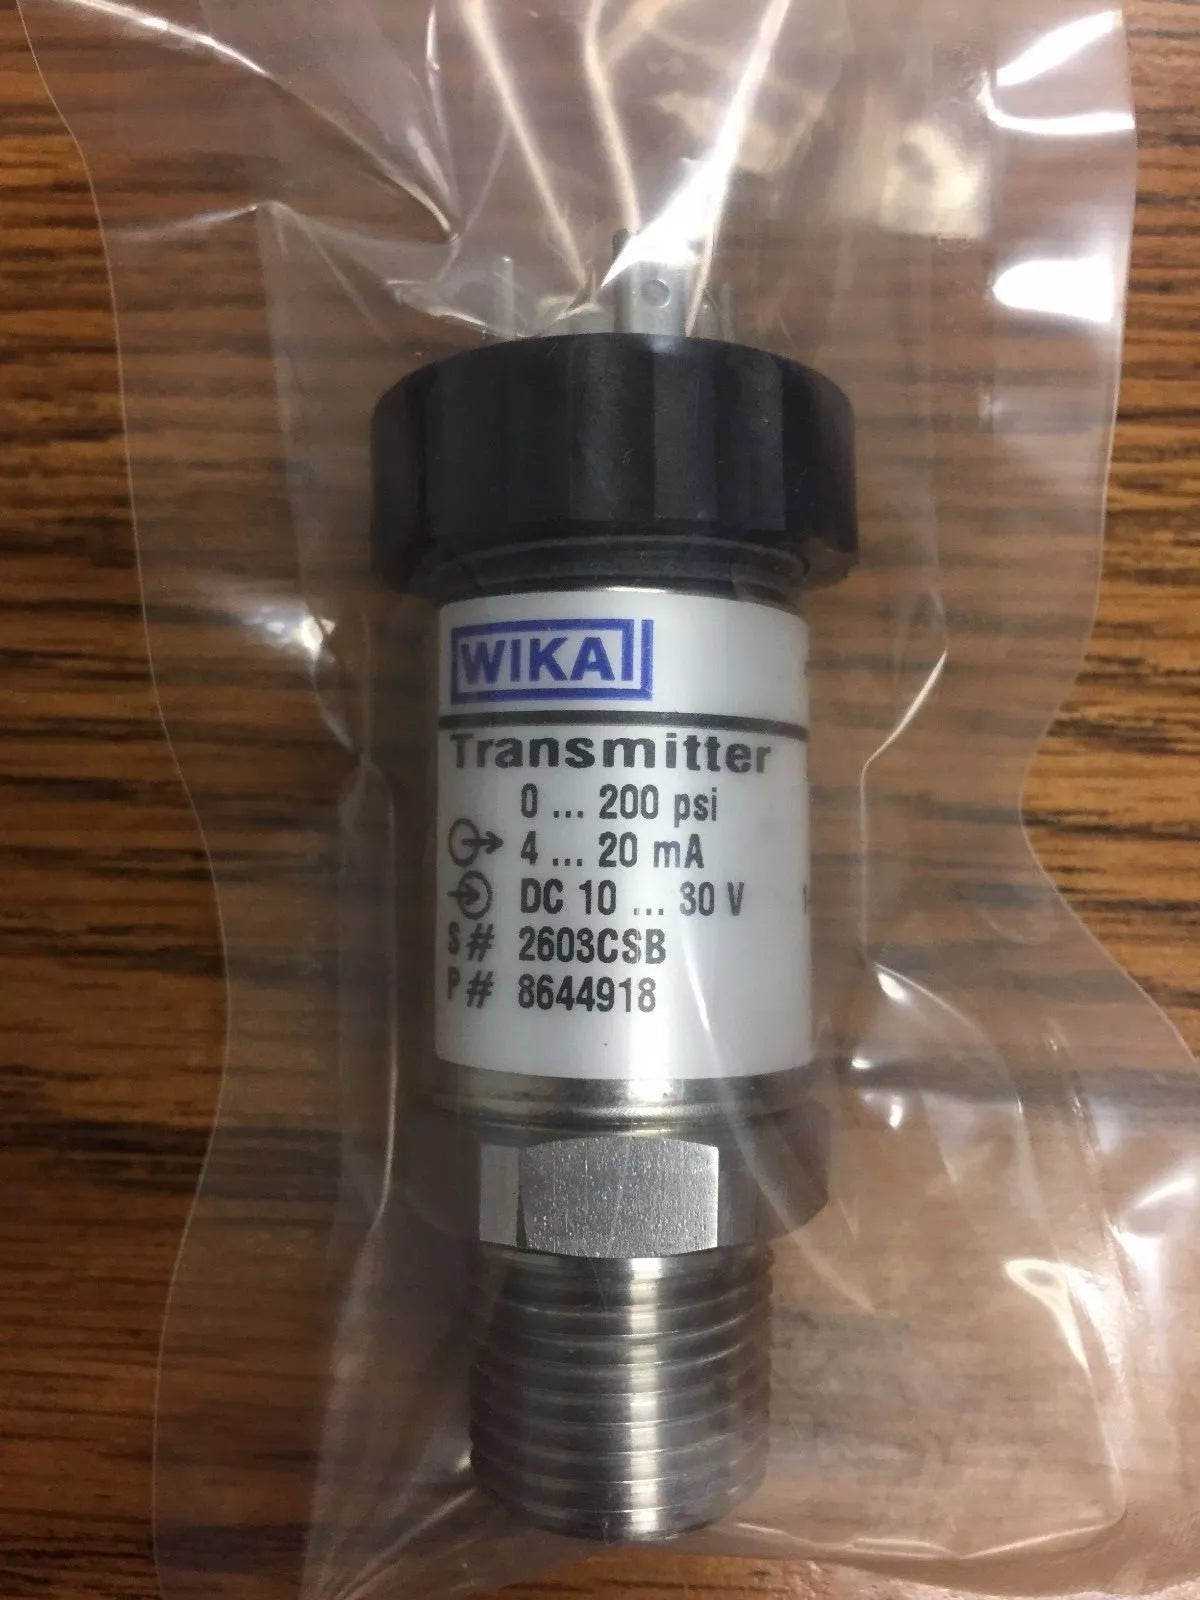 WIKA
Transmitter
0 ... 200 psi
4 ... 20 mA
DC 10 ... 30 V
S# 2603CSB
P# 8644918